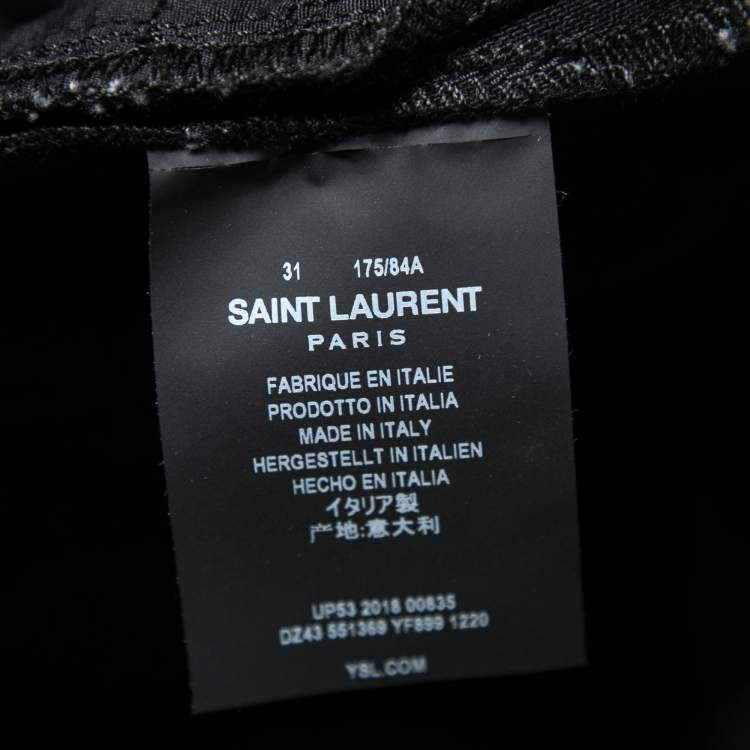 31 175/84A
SAINT LAURENT
PARIS
FABRIQUE EN ITALIE
PRODOTTO IN ITALIA
MADE IN ITALY
HERGESTELLT IN ITALIEN
HECHO EN ITALIA
イタリア製
产地:意大利
UP53 2018 00835
DZ43 551369 YF899 1220
YSL.COM